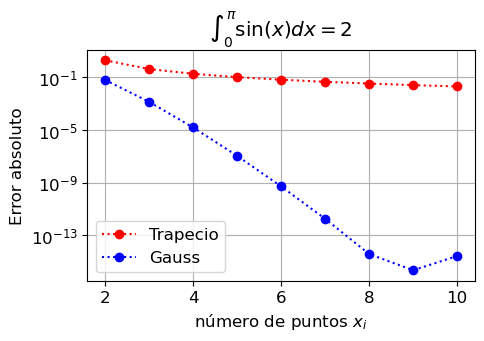 ∫₀^π sin(x)dx = 2
Error absoluto
10⁻¹
10⁻⁵
10⁻⁹
10⁻¹³
Trapecio
Gauss
2 4 6 8 10
número de puntos xᵢ